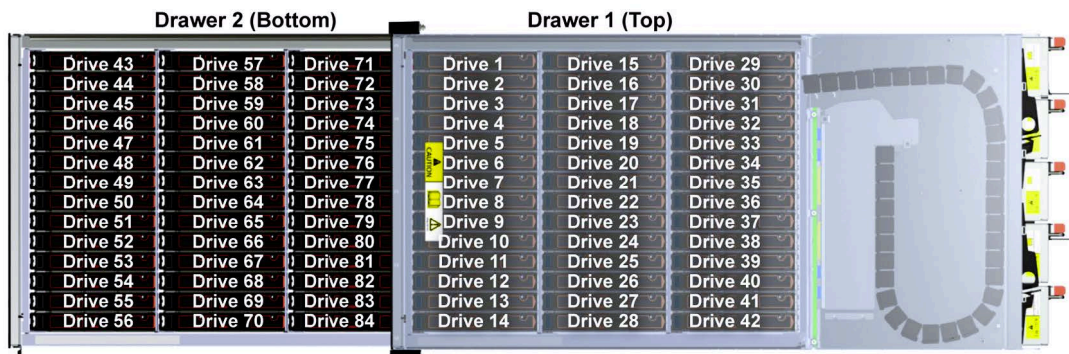 Drawer 2 (Bottom) Drawer 1 (Top)
Drive 43 Drive 57 Drive 71 Drive 1 Drive 15 Drive 29
Drive 44 Drive 58 Drive 72 Drive 2 Drive 16 Drive 30
Drive 45 Drive 59 Drive 73 Drive 3 Drive 17 Drive 31
Drive 46 Drive 60 Drive 74 Drive 4 Drive 18 Drive 32
Drive 47 Drive 61 Drive 75 Drive 5 Drive 19 Drive 33
Drive 48 Drive 62 Drive 76 Drive 6 Drive 20 Drive 34
Drive 49 Drive 63 Drive 77 Drive 7 Drive 21 Drive 35
Drive 50 Drive 64 Drive 78 Drive 8 Drive 22 Drive 36
Drive 51 Drive 65 Drive 79 Drive 9 Drive 23 Drive 37
Drive 52 Drive 66 Drive 80 Drive 10 Drive 24 Drive 38
Drive 53 Drive 67 Drive 81 Drive 11 Drive 25 Drive 39
Drive 54 Drive 68 Drive 82 Drive 12 Drive 26 Drive 40
Drive 55 Drive 69 Drive 83 Drive 13 Drive 27 Drive 41
Drive 56 Drive 70 Drive 84 Drive 14 Drive 28 Drive 42
CAUTION